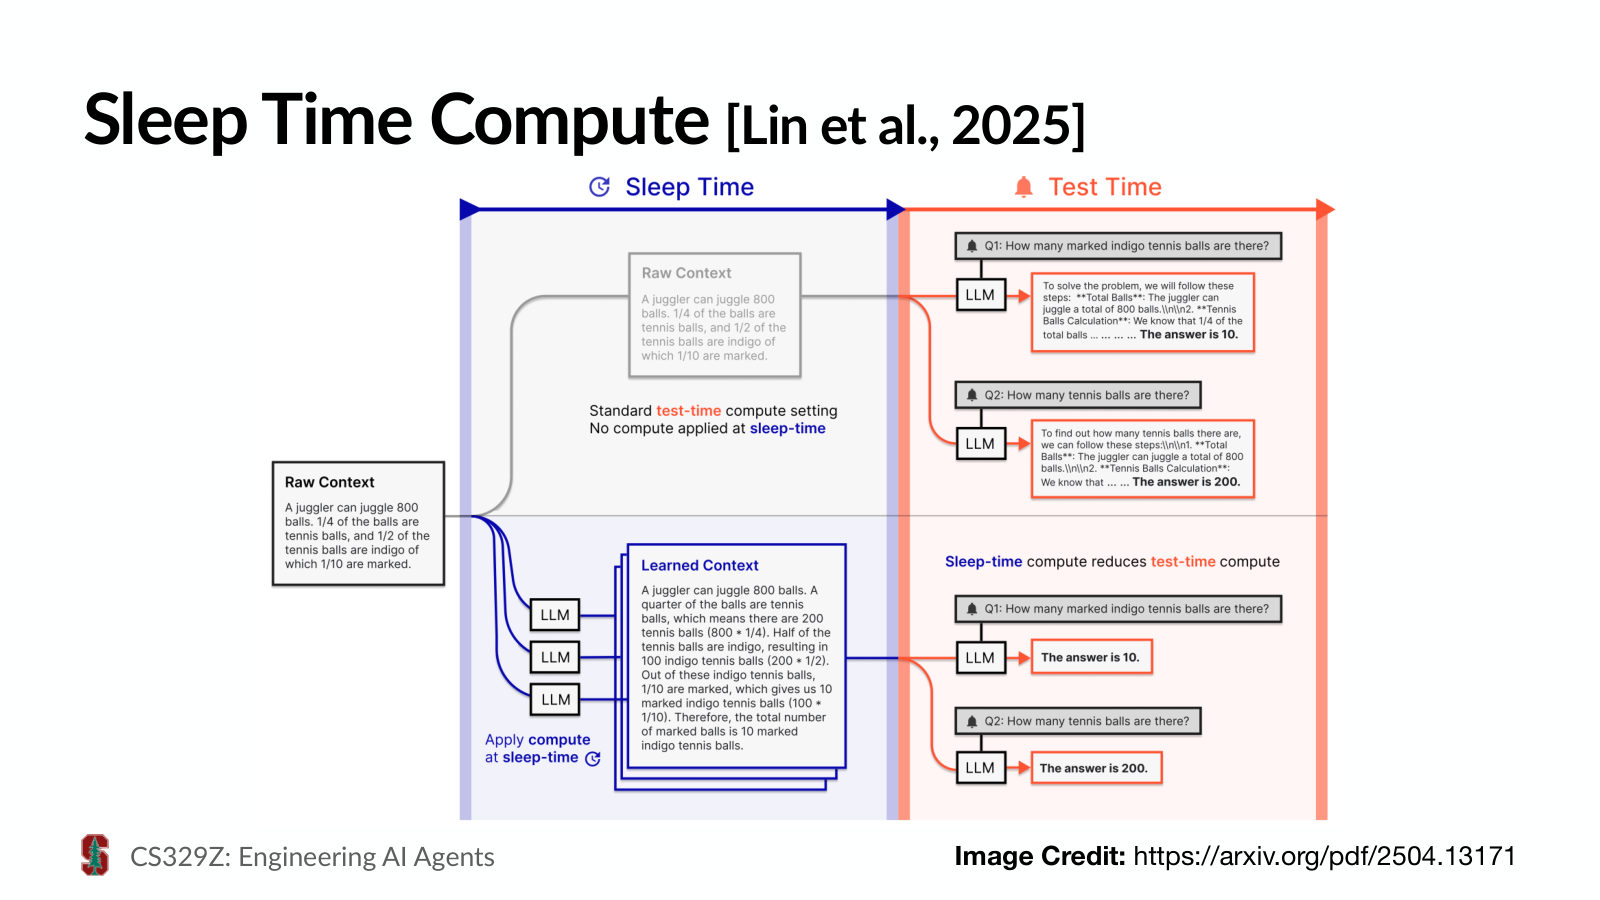 Sleep Time Compute [Lin et al., 2025]
Sleep Time
Test Time
Raw Context
A juggler can juggle 800
balls. 1/4 of the balls are
tennis balls, and 1/2 of the
tennis balls are indigo of
which 1/10 are marked.
Raw Context
A juggler can juggle 800
balls. 1/4 of the balls are
tennis balls, and 1/2 of the
tennis balls are indigo of
which 1/10 are marked.
Standard test-time compute setting
No compute applied at sleep-time
Q1: How many marked indigo tennis balls are there?
LLM
To solve the problem, we will follow these
steps: **Total Balls**: The juggler can
juggle a total of 800 balls.\\n\\n2. **Tennis
Balls Calculation**: We know that 1/4 of the
total balls ... ... ... ... The answer is 10.
Q2: How many tennis balls are there?
LLM
To find out how many tennis balls there are,
we can follow these steps:\\n\\n1. **Total
Balls**: The juggler can juggle a total of 800
balls.\\n\\n2. **Tennis Balls Calculation**:
We know that ... ... The answer is 200.
LLM
LLM
LLM
Apply compute
at sleep-time
Learned Context
A juggler can juggle 800 balls. A
quarter of the balls are tennis
balls, which means there are 200
tennis balls (800 * 1/4). Half of the
tennis balls are indigo, resulting in
100 indigo tennis balls (200 * 1/2).
Out of these indigo tennis balls,
1/10 are marked, which gives us 10
marked indigo tennis balls (100 *
1/10). Therefore, the total number
of marked balls is 10 marked
indigo tennis balls.
Sleep-time compute reduces test-time compute
Q1: How many marked indigo tennis balls are there?
LLM
The answer is 10.
Q2: How many tennis balls are there?
LLM
The answer is 200.
CS329Z: Engineering AI Agents
Image Credit: https://arxiv.org/pdf/2504.13171